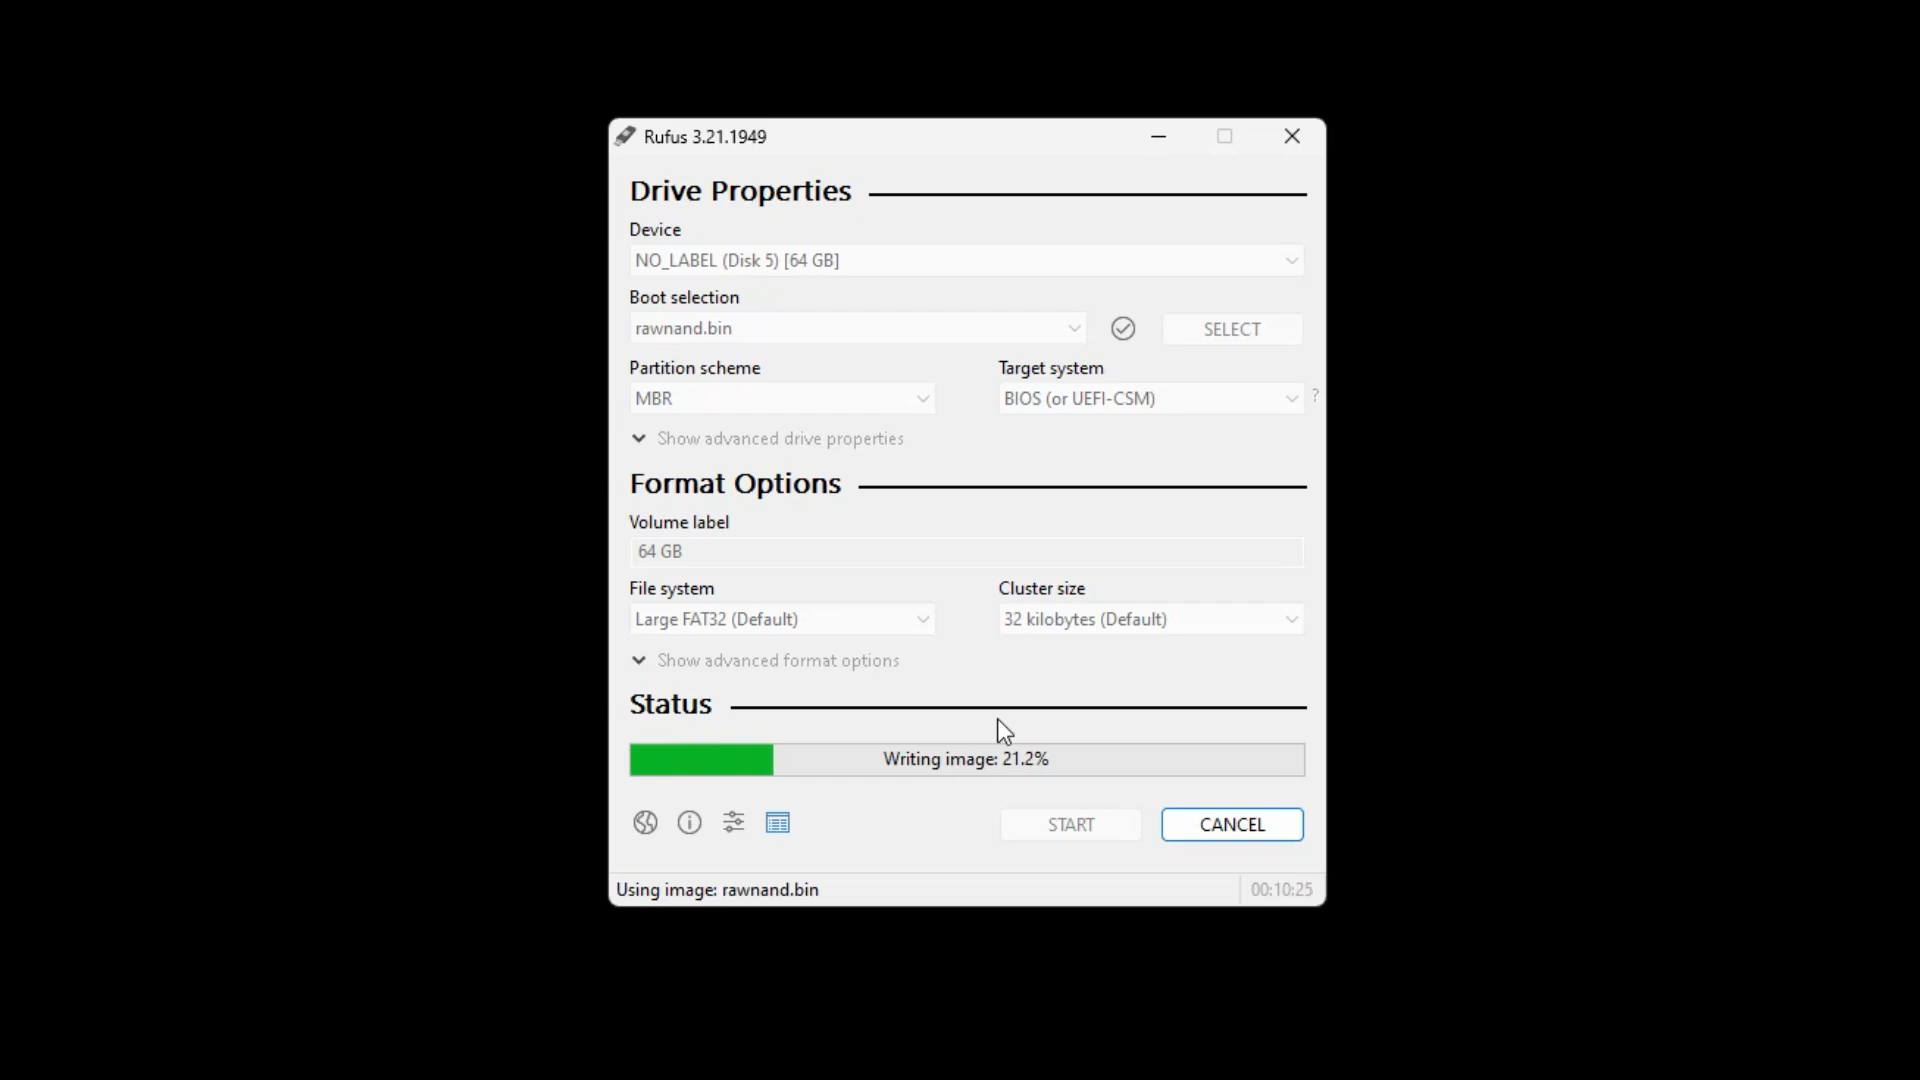 Rufus 3.21.1949
Drive Properties
Device
NO_LABEL (Disk 5) [64 GB]
Boot selection
rawnand.bin
SELECT
Partition scheme
Target system
MBR
BIOS (or UEFI-CSM)
?
Show advanced drive properties
Format Options
Volume label
64 GB
File system
Cluster size
Large FAT32 (Default)
32 kilobytes (Default)
Show advanced format options
Status
Writing image: 21.2%
START
CANCEL
Using image: rawnand.bin
00:10:25